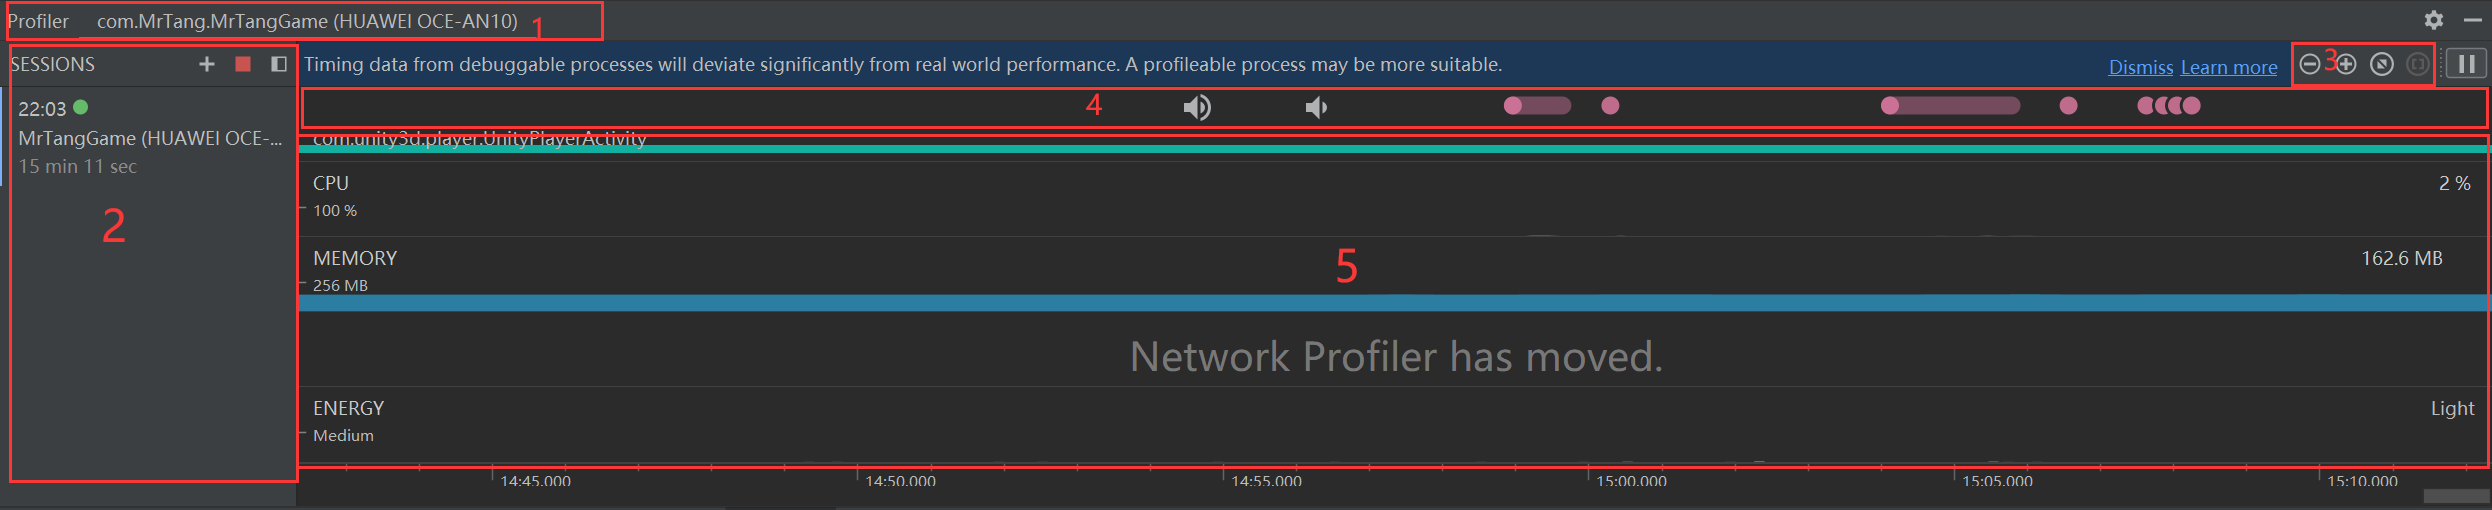 Profiler com.MrTang.MrTangGame (HUAWEI OCE-AN10) 1
SESSIONS
Timing data from debuggable processes will deviate significantly from real world performance. A profileable process may be more suitable.
Dismiss Learn more
3
22:03
MrTangGame (HUAWEI OCE-...
15 min 11 sec
2
4
com.unity3d.player.UnityPlayerActivity
CPU
2 %
100 %
MEMORY
162.6 MB
256 MB
5
Network Profiler has moved.
ENERGY
Light
Medium
14:45.000 14:50.000 14:55.000 15:00.000 15:05.000 15:10.000